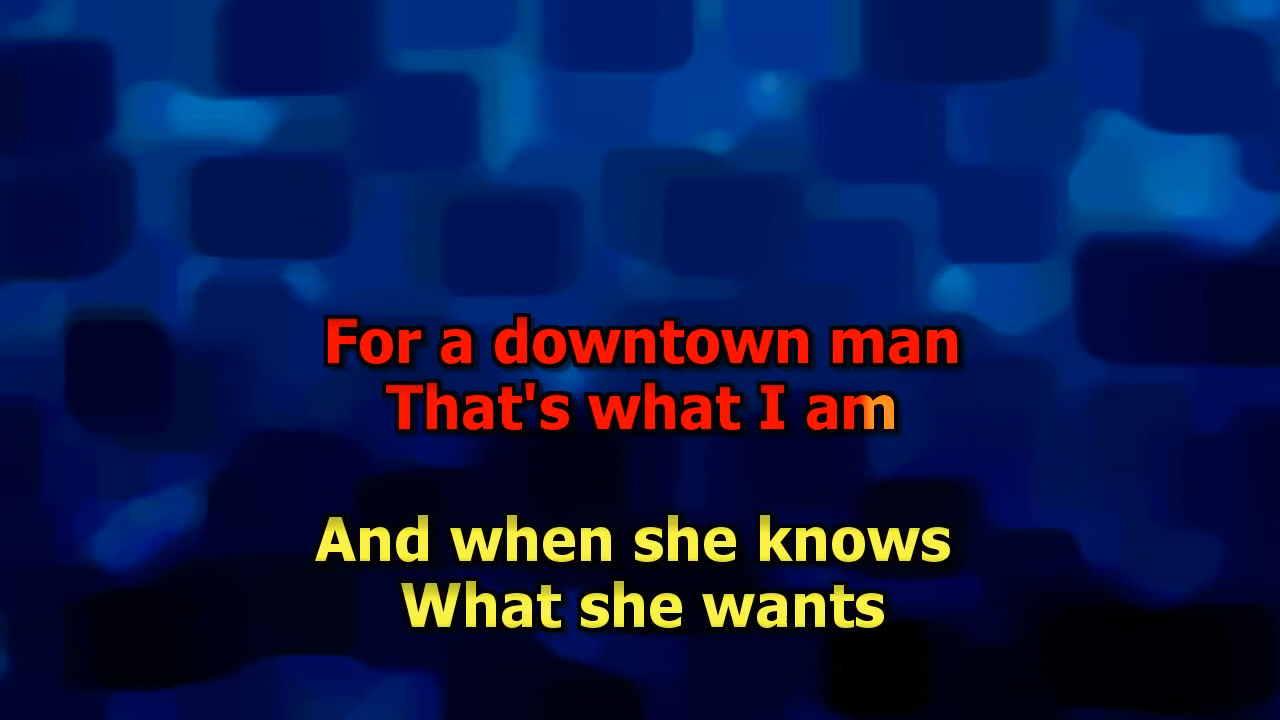 For a downtown man
That's what I am
And when she knows
What she wants